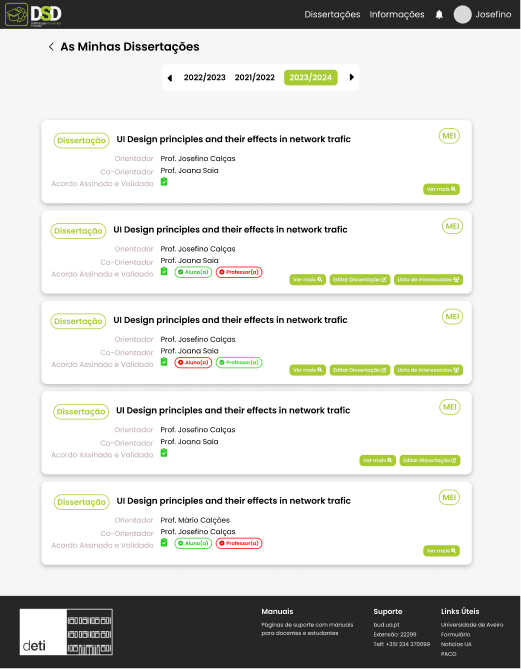 DSD
Dissertações Informações Josefino
As Minhas Dissertações
2022/2023 2021/2022 2023/2024
Dissertação UI Design principles and their effects in network trafic MEI
Orientador Prof. Josefino Calças
Co-Orientador Prof. Joana Saia
Acordo Assinado e Validado
Ver mais
Dissertação UI Design principles and their effects in network trafic MEI
Orientador Prof. Josefino Calças
Co-Orientador Prof. Joana Saia
Acordo Assinado e Validado Aluno(a) Professor(a)
Ver mais Editar Dissertação Lista de Interessados
Dissertação UI Design principles and their effects in network trafic MEI
Orientador Prof. Josefino Calças
Co-Orientador Prof. Joana Saia
Acordo Assinado e Validado Aluno(a) Professor(a)
Ver mais Editar Dissertação Lista de Interessados
Dissertação UI Design principles and their effects in network trafic MEI
Orientador Prof. Josefino Calças
Co-Orientador Prof. Joana Saia
Acordo Assinado e Validado
Ver mais Editar Dissertação
Dissertação UI Design principles and their effects in network trafic MEI
Orientador Prof. Mário Calções
Co-Orientador Prof. Josefino Calças
Acordo Assinado e Validado Aluno(a) Professor(a)
Ver mais
deti
Manuais
Páginas de suporte com manuais
para docentes e estudantes
Suporte
bud.ua.pt
Extensão: 22299
Telf: +351 234 370099
Links Úteis
Universidade de Aveiro
Formulário
Notícias UA
PACO